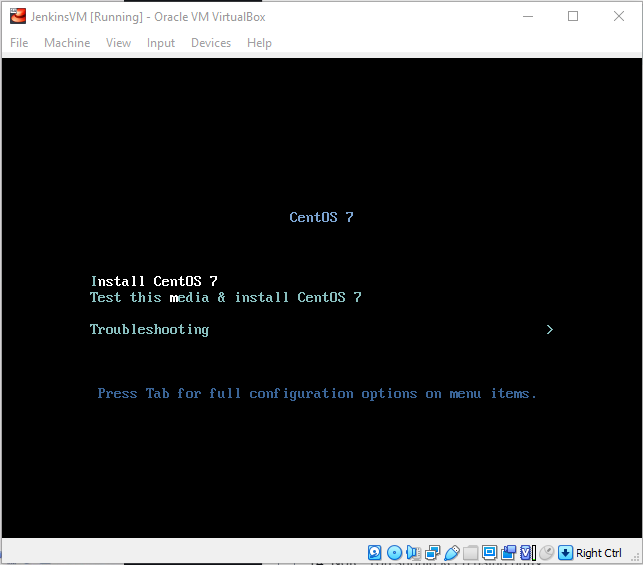 JenkinsVM [Running] - Oracle VM VirtualBox
File Machine View Input Devices Help
CentOS 7
Install CentOS 7
Test this media & install CentOS 7
Troubleshooting >
Press Tab for full configuration options on menu items.
Right Ctrl